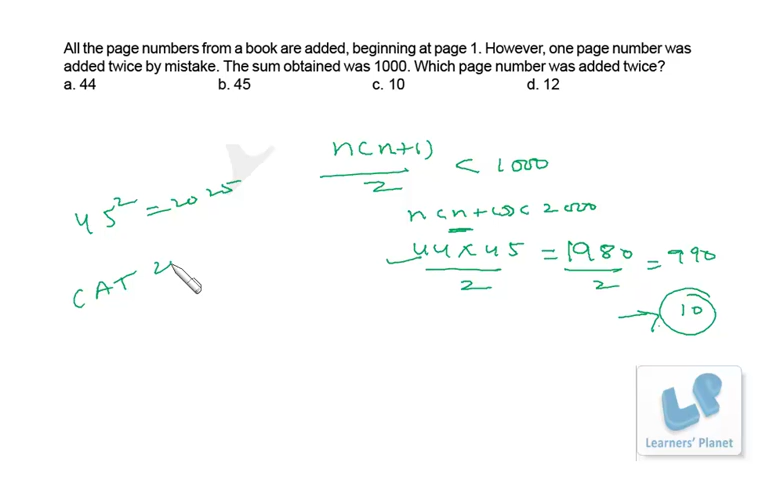 All the page numbers from a book are added, beginning at page 1. However, one page number was
added twice by mistake. The sum obtained was 1000. Which page number was added twice?
a. 44 b. 45 c. 10 d. 12
n(n+1)/2 < 1000
n(n+1) < 2000
45² = 2025
44 × 45 / 2 = 1980 / 2 = 990
CAT
→ 10
LP
Learners' Planet